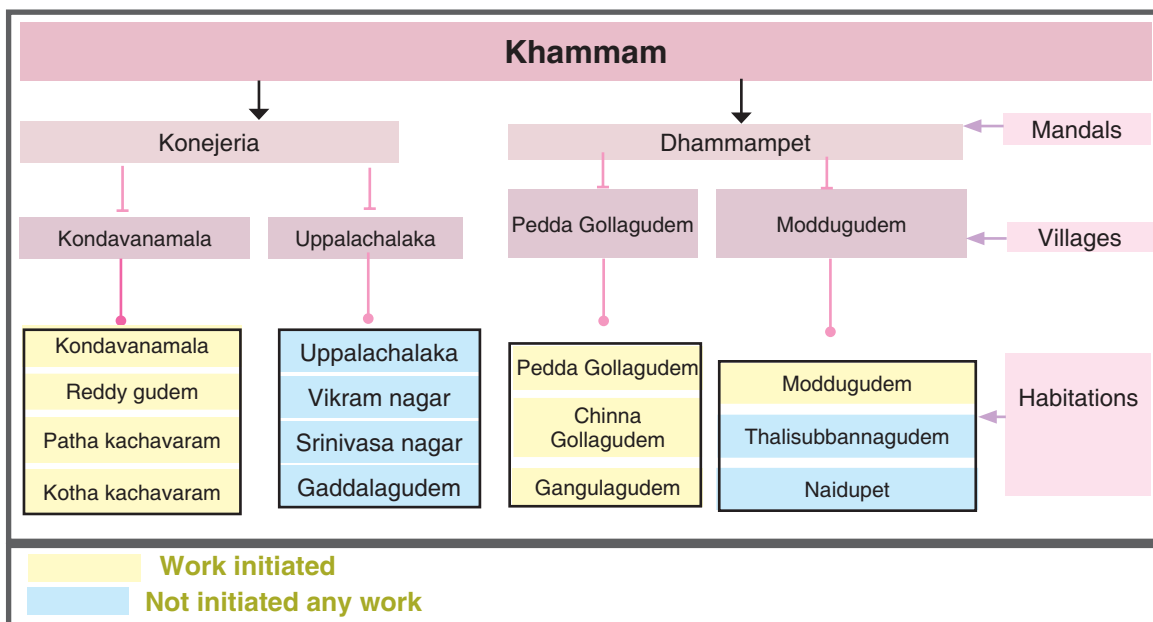 Khammam
Konejeria
Dhammampet
Mandals
Kondavanamala
Uppalachalaka
Pedda Gollagudem
Moddugudem
Villages
Kondavanamala
Reddy gudem
Patha kachavaram
Kotha kachavaram
Uppalachalaka
Vikram nagar
Srinivasa nagar
Gaddalagudem
Pedda Gollagudem
Chinna
Gollagudem
Gangulagudem
Moddugudem
Thalisubbannagudem
Naidupet
Habitations
Work initiated
Not initiated any work